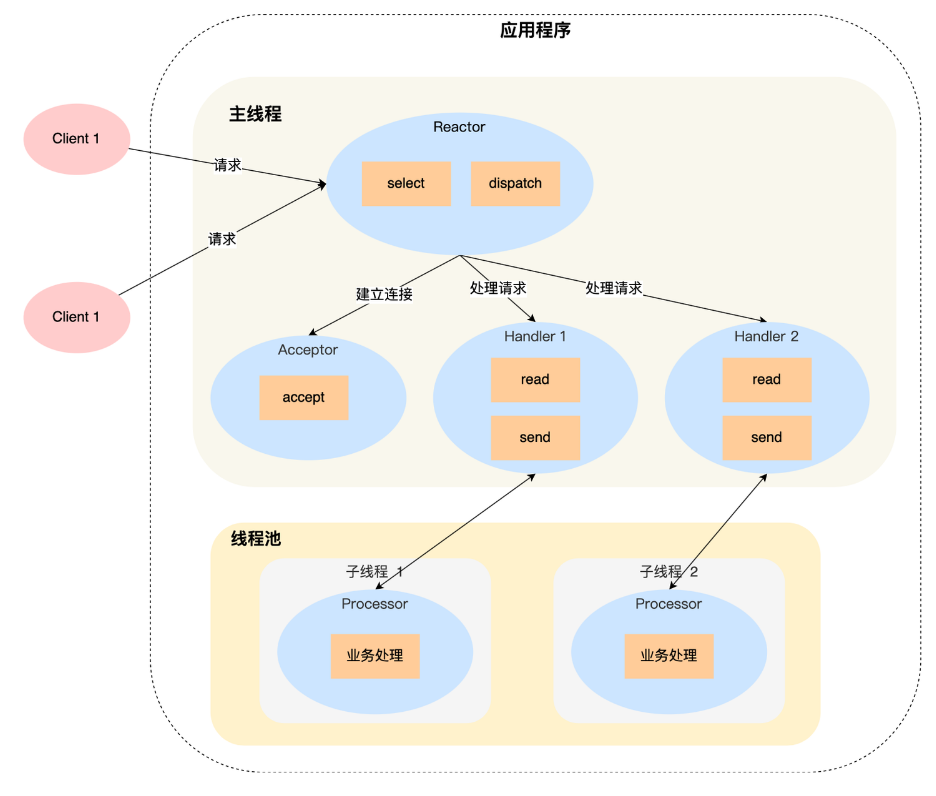 应用程序
主线程
Client 1
Reactor
select
dispatch
请求
请求
Client 1
建立连接
处理请求
处理请求
Acceptor
accept
Handler 1
read
send
Handler 2
read
send
线程池
子线程 1
Processor
业务处理
子线程 2
Processor
业务处理